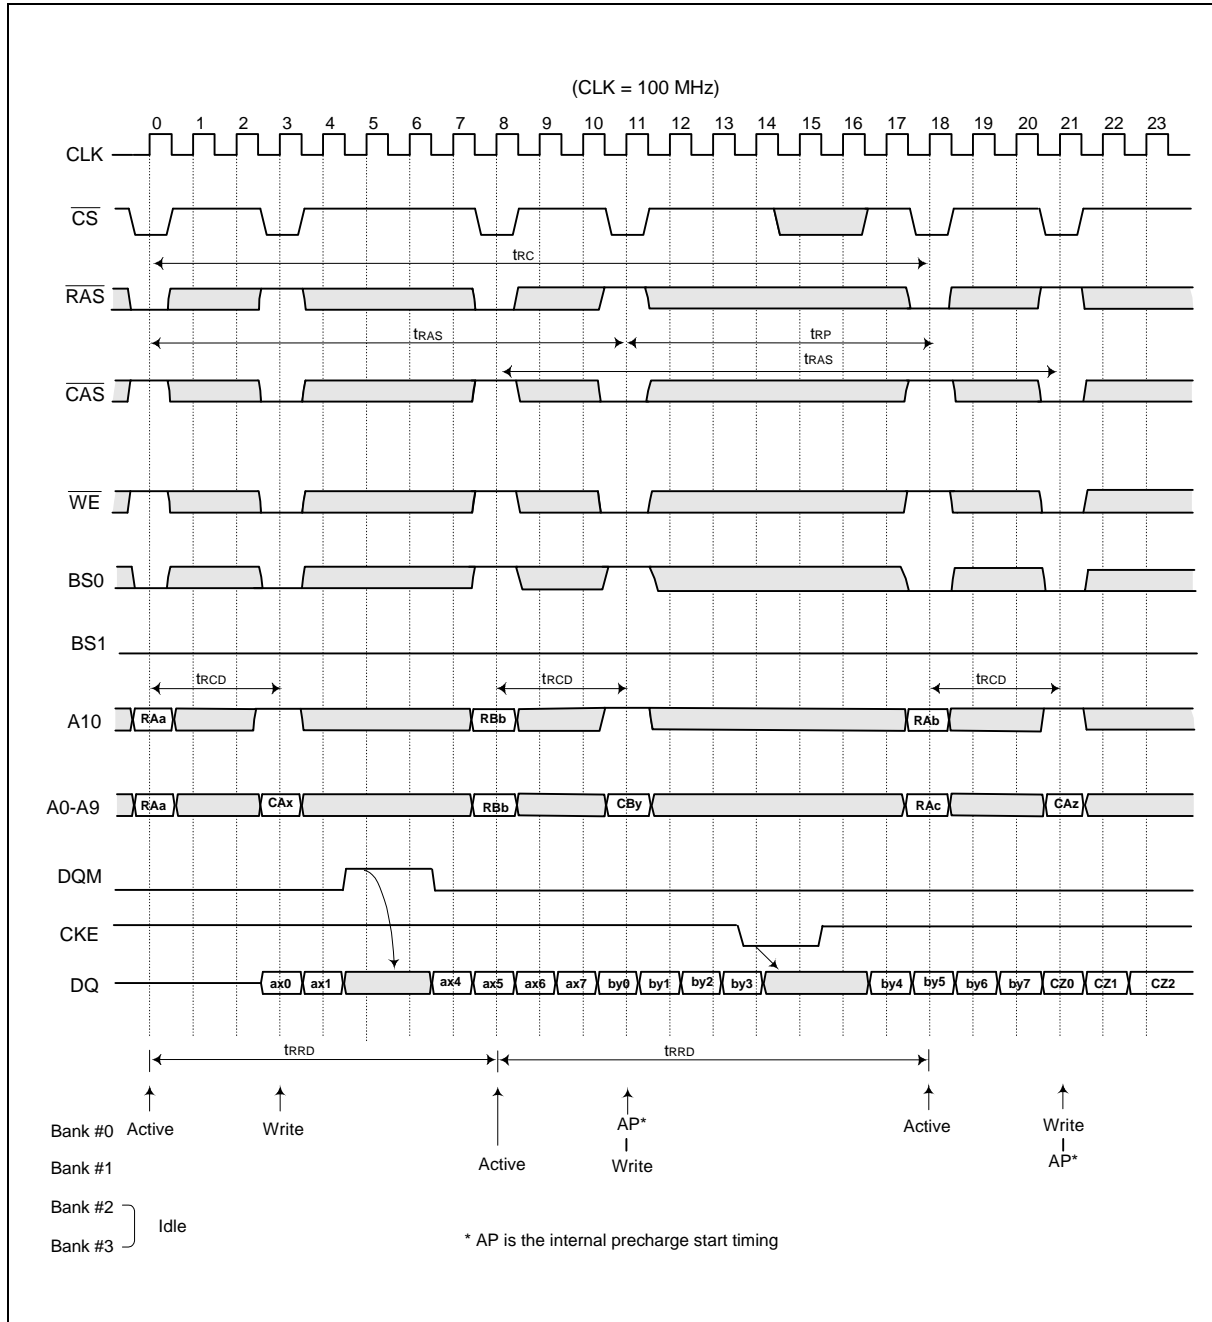 (CLK = 100 MHz)
0 1 2 3 4 5 6 7 8 9 10 11 12 13 14 15 16 17 18 19 20 21 22 23
CLK
CS
tRC
RAS
tRAS tRP
tRAS
CAS
WE
BS0
BS1
tRCD tRCD tRCD
A10 RAa RBb RAb
A0-A9 RAa CAx RBb CBy RAc CAz
DQM
CKE
DQ ax0 ax1 ax4 ax5 ax6 ax7 by0 by1 by2 by3 by4 by5 by6 by7 CZ0 CZ1 CZ2
tRRD tRRD
Bank #0 Active Write AP* Active Write
Bank #1 Active Write AP*
Bank #2
Idle
Bank #3
* AP is the internal precharge start timing